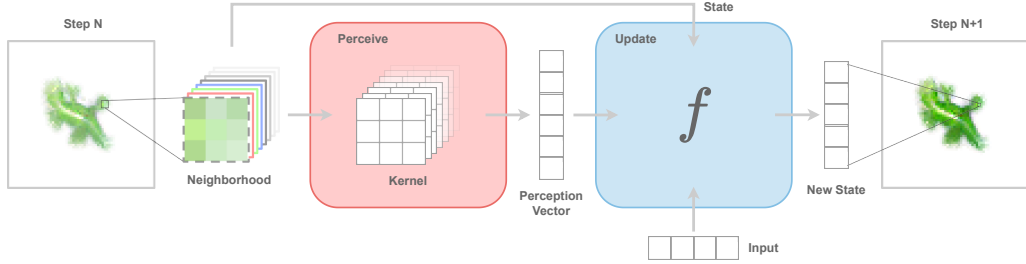 Step N
State
Step N+1
Perceive
Update
f
Neighborhood
Kernel
Perception
Vector
New State
Input